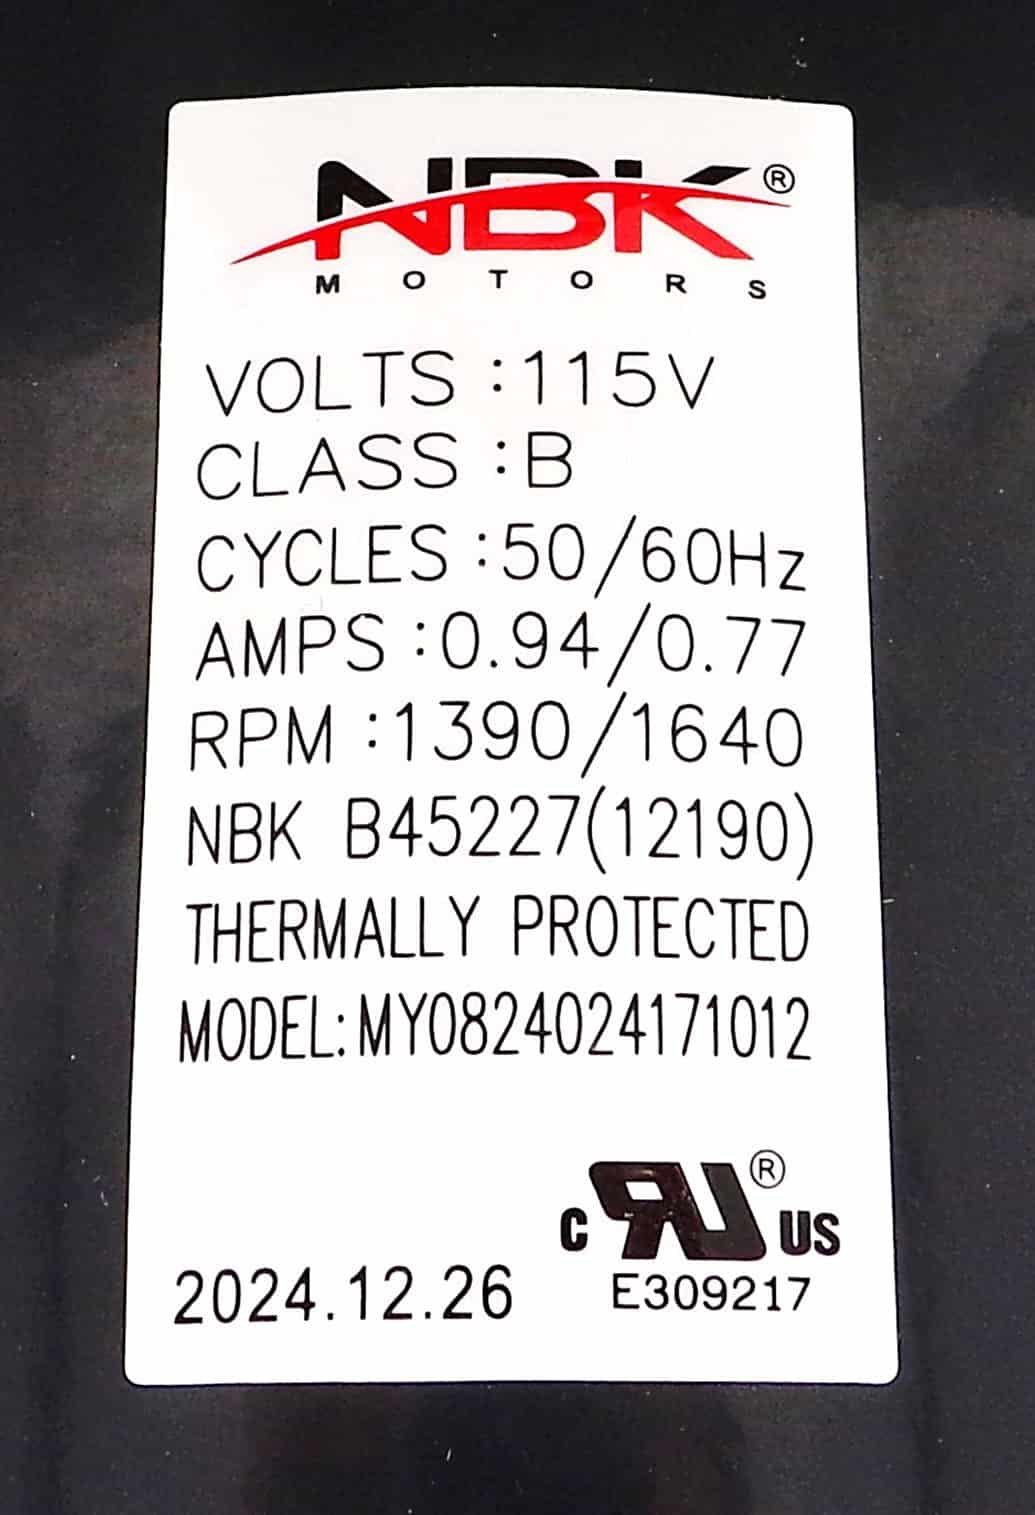 NBK®
MOTORS
VOLTS :115V
CLASS :B
CYCLES :50/60Hz
AMPS :0.94/0.77
RPM :1390/1640
NBK B45227(12190)
THERMALLY PROTECTED
MODEL:MY0824024171012
c RU® US
E309217
2024.12.26